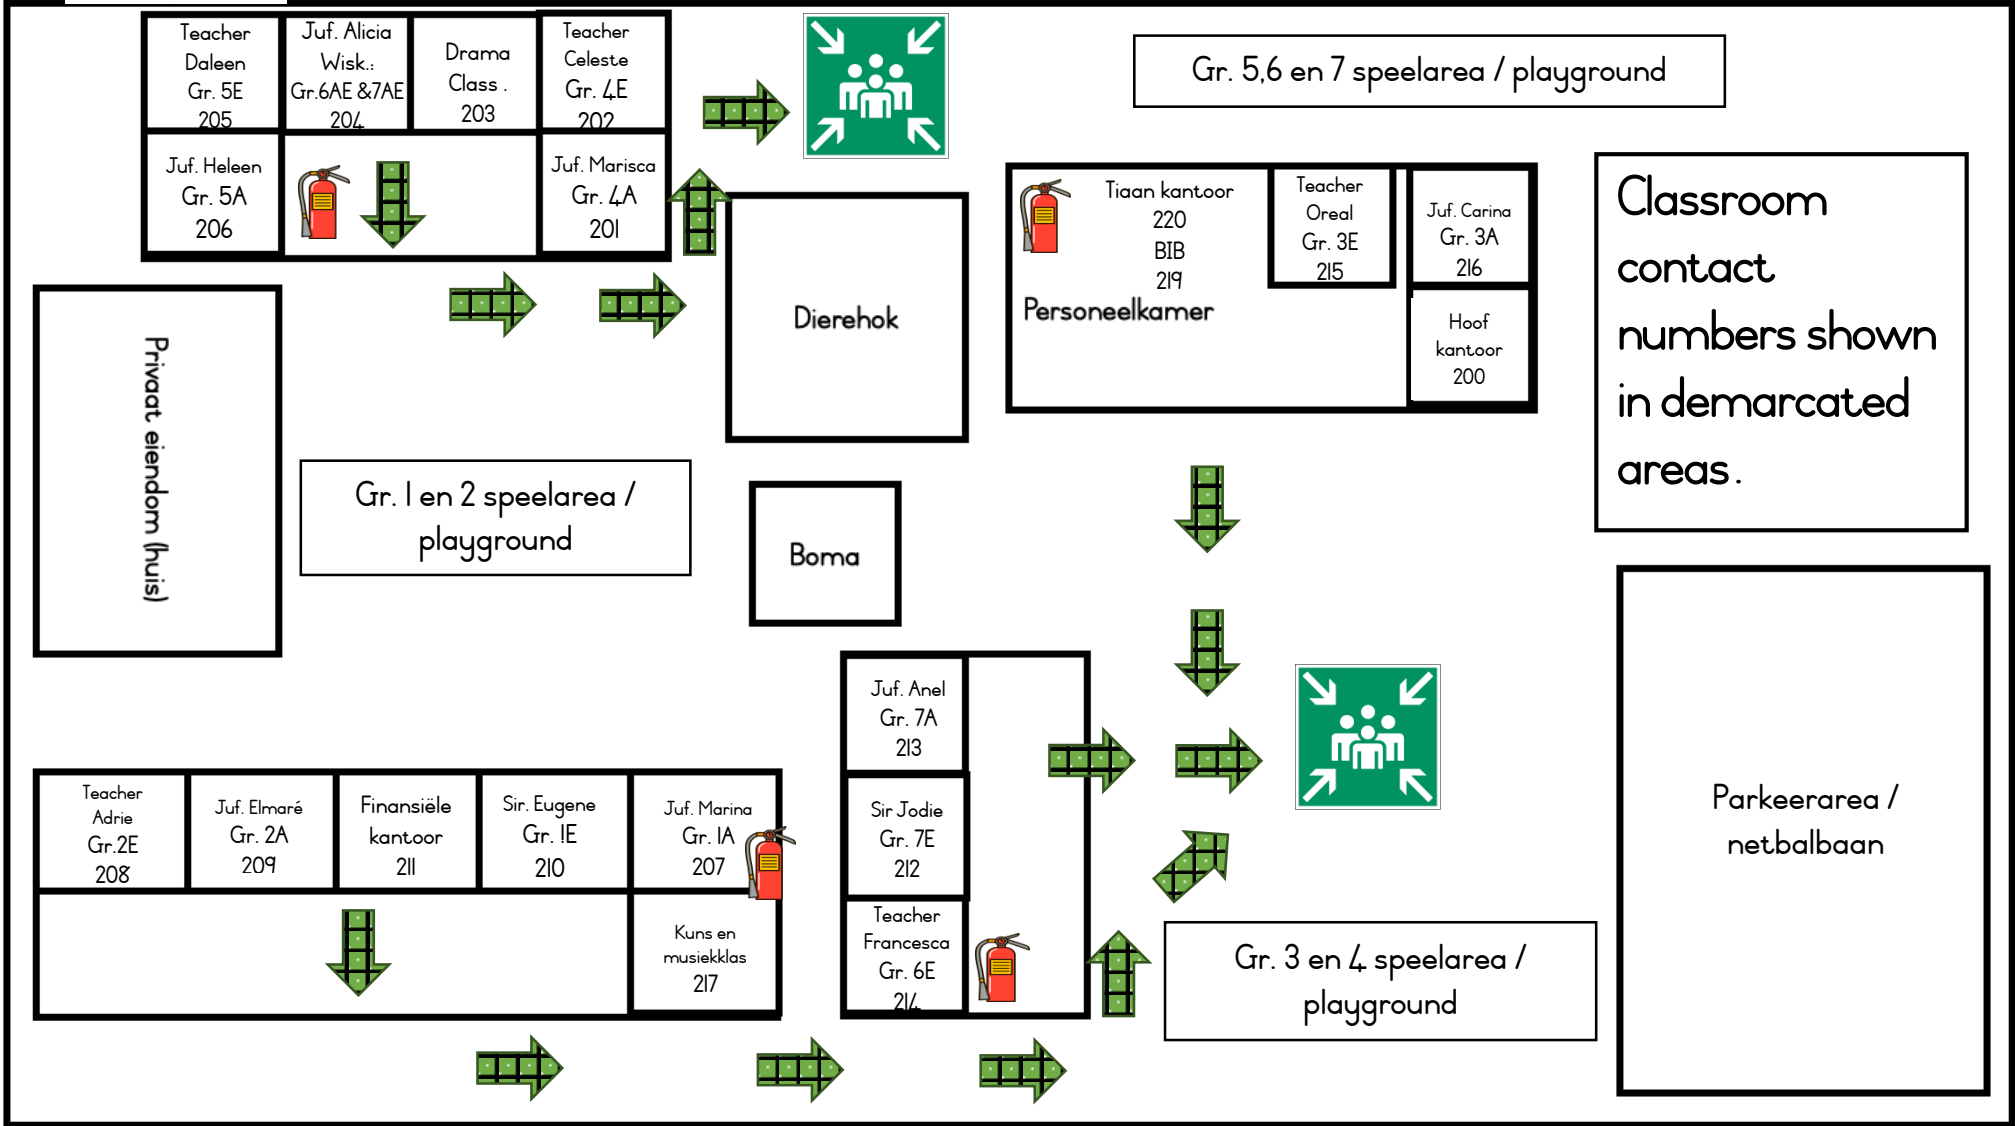 Teacher
Daleen
Gr. 5E
205
Juf. Alicia
Wisk.:
Gr.6AE &7AE
204
Drama
Class .
203
Teacher
Celeste
Gr. 4E
202
Juf. Heleen
Gr. 5A
206
Juf. Marisca
Gr. 4A
201
Gr. 5,6 en 7 speelarea / playground
Tiaan kantoor
220
BIB
219
Personeelkamer
Teacher
Oreal
Gr. 3E
215
Juf. Carina
Gr. 3A
216
Hoof
kantoor
200
Classroom
contact
numbers shown
in demarcated
areas.
Privaat eiendom (huis)
Dierehok
Gr. 1 en 2 speelarea /
playground
Boma
Juf. Anel
Gr. 7A
213
Sir Jodie
Gr. 7E
212
Teacher
Francesca
Gr. 6E
214
Teacher
Adrie
Gr.2E
208
Juf. Elmaré
Gr. 2A
209
Finansiële
kantoor
211
Sir. Eugene
Gr. !E
210
Juf. Marina
Gr. 1A
207
Kuns en
musiekklas
217
Gr. 3 en 4 speelarea /
playground
Parkeerarea /
netbalbaan